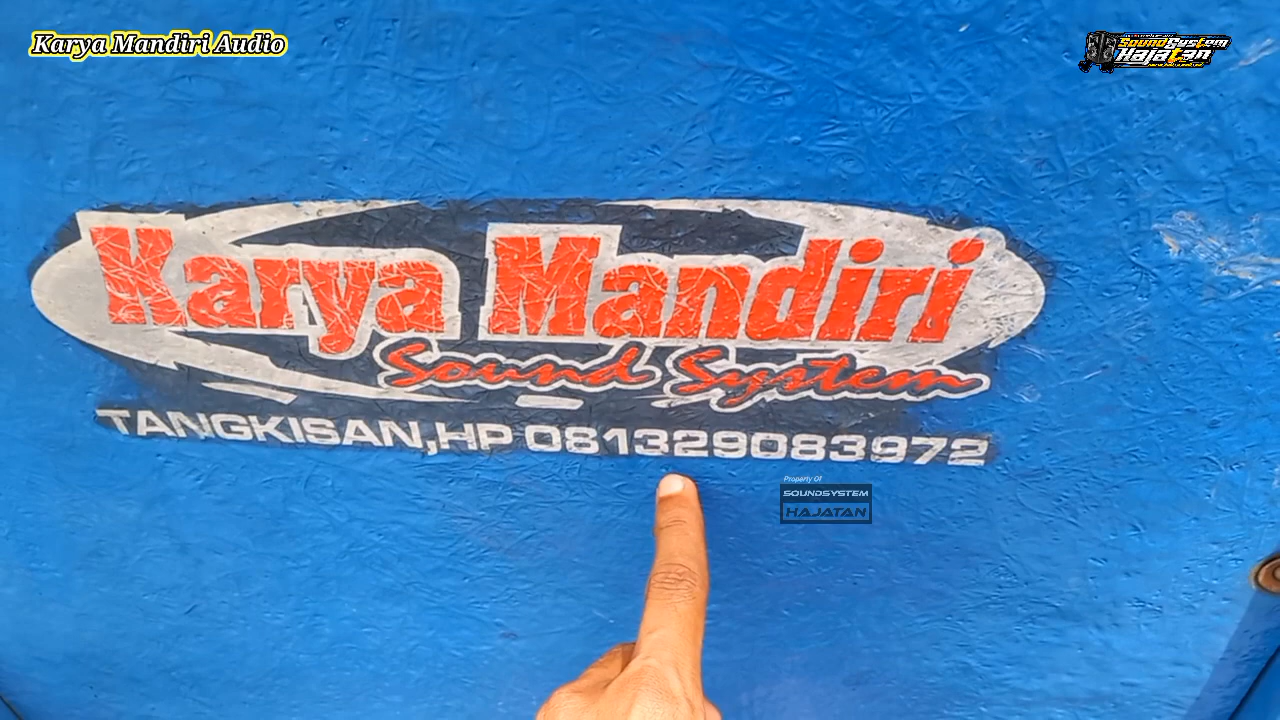 Karya Mandiri Audio
SoundSystem
Hajatan
Karya Mandiri
Sound System
TANGKISAN,HP 081329083972
Property Of
SOUNDSYSTEM
HAJATAN